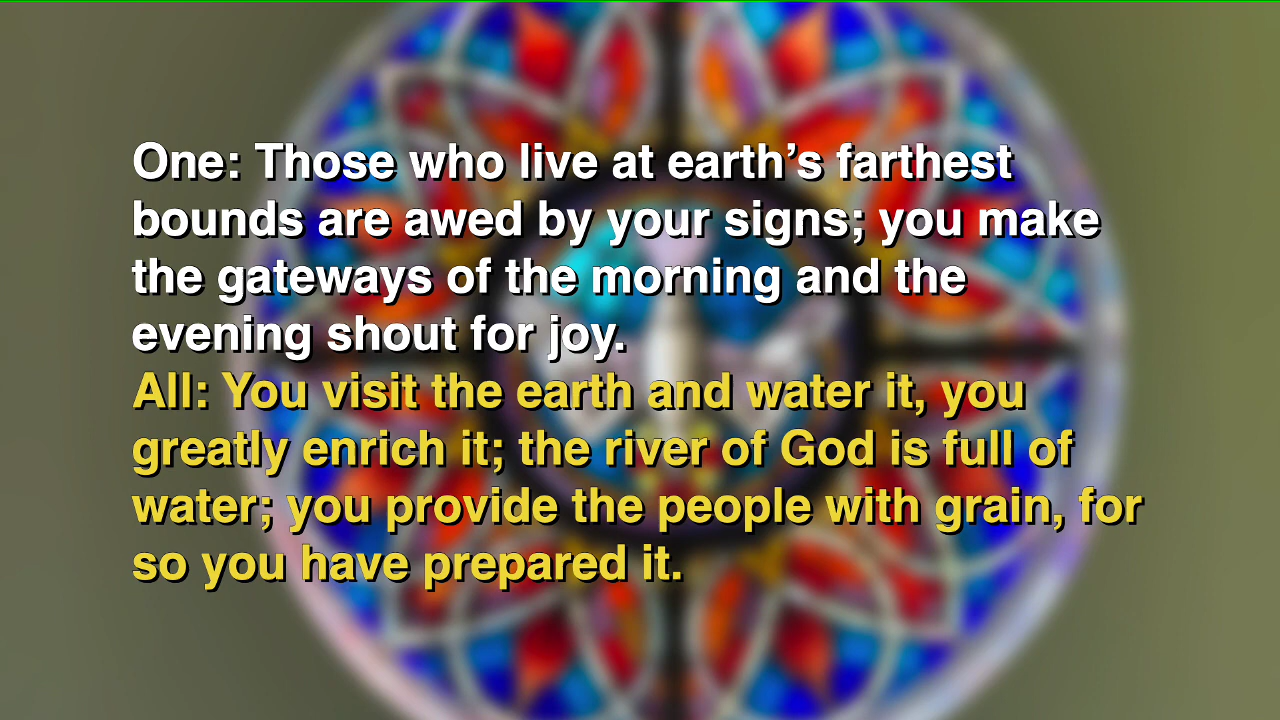 One: Those who live at earth’s farthest
bounds are awed by your signs; you make
the gateways of the morning and the
evening shout for joy.
All: You visit the earth and water it, you
greatly enrich it; the river of God is full of
water; you provide the people with grain, for
so you have prepared it.